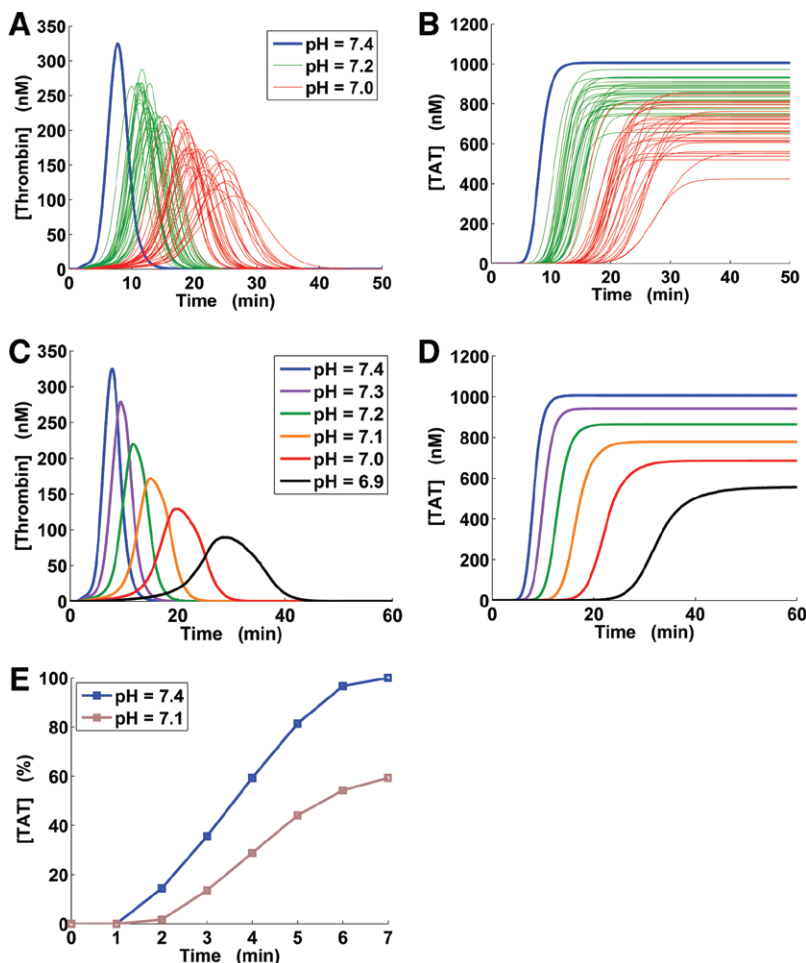 A
[Thrombin] (nM)
350
300
250
200
150
100
50
0
0 10 20 30 40 50
Time (min)
pH = 7.4
pH = 7.2
pH = 7.0
B
[TAT] (nM)
1200
1000
800
600
400
200
0
0 10 20 30 40 50
Time (min)
C
[Thrombin] (nM)
350
300
250
200
150
100
50
0
0 20 40 60
Time (min)
pH = 7.4
pH = 7.3
pH = 7.2
pH = 7.1
pH = 7.0
pH = 6.9
D
[TAT] (nM)
1200
1000
800
600
400
200
0
0 20 40 60
Time (min)
E
[TAT] (%)
100
80
60
40
20
0
0 1 2 3 4 5 6 7
Time (min)
pH = 7.4
pH = 7.1